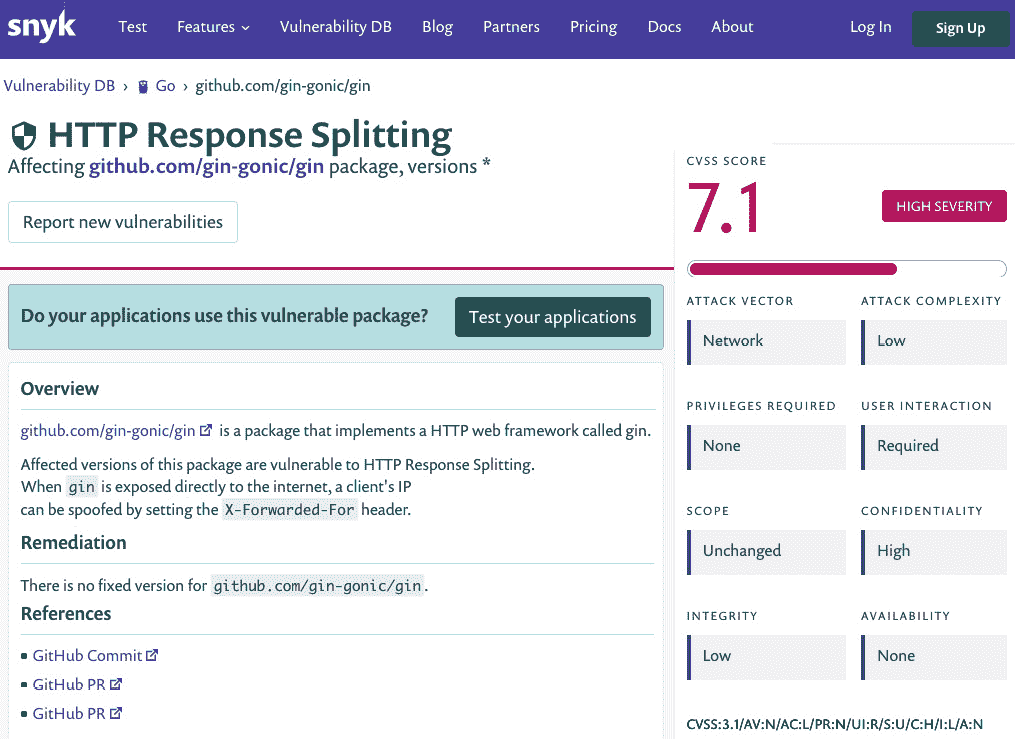 snyk Test Features Vulnerability DB Blog Partners Pricing Docs About Log In Sign Up
Vulnerability DB › Go › github.com/gin-gonic/gin
HTTP Response Splitting
Affecting github.com/gin-gonic/gin package, versions *
Report new vulnerabilities
Do your applications use this vulnerable package? Test your applications
Overview
github.com/gin-gonic/gin is a package that implements a HTTP web framework called gin.
Affected versions of this package are vulnerable to HTTP Response Splitting.
When gin is exposed directly to the internet, a client's IP
can be spoofed by setting the X-Forwarded-For header.
Remediation
There is no fixed version for github.com/gin-gonic/gin.
References
GitHub Commit
GitHub PR
GitHub PR
CVSS SCORE
7.1 HIGH SEVERITY
ATTACK VECTOR ATTACK COMPLEXITY
Network Low
PRIVILEGES REQUIRED USER INTERACTION
None Required
SCOPE CONFIDENTIALITY
Unchanged High
INTEGRITY AVAILABILITY
Low None
CVSS:3.1/AV:N/AC:L/PR:N/UI:R/S:U/C:H/I:L/A:N